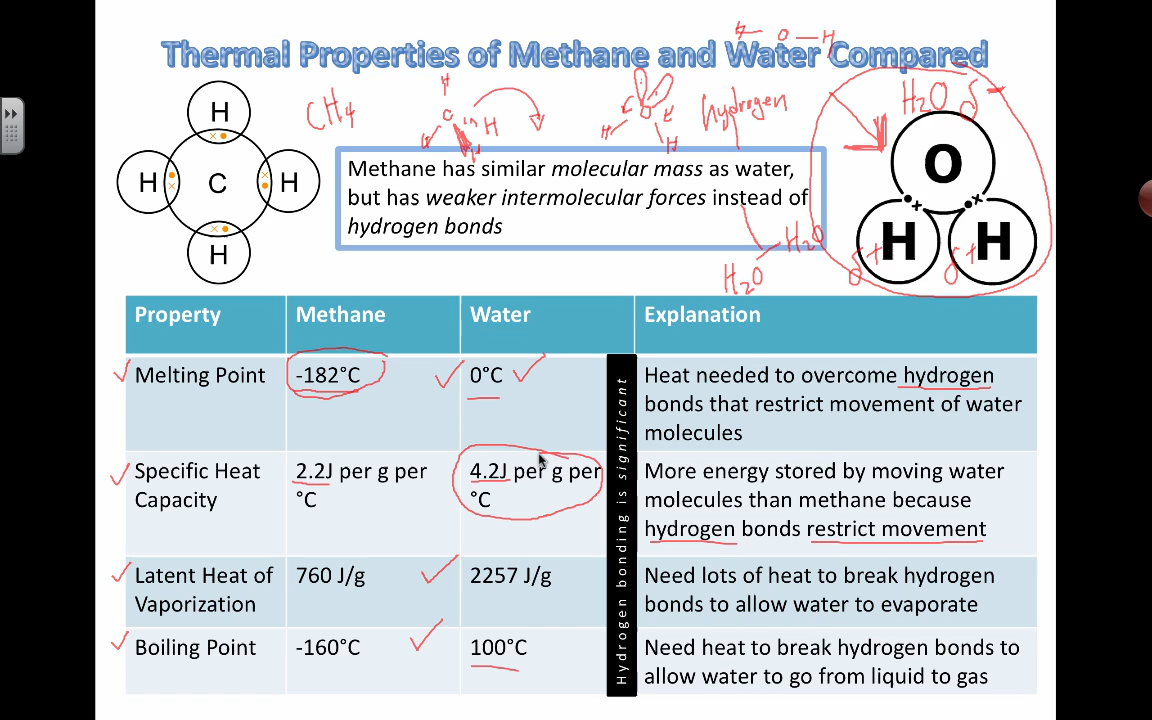 Thermal Properties of Methane and Water Compared
O — H
H
H C H
H
CH4
H
H
H
H
hydrogen
H2O δ-
O
H H
δ+ δ+
Methane has similar molecular mass as water,
but has weaker intermolecular forces instead of
hydrogen bonds
H2O
H2O
Property Methane Water Explanation
Melting Point -182°C 0°C Heat needed to overcome hydrogen
bonds that restrict movement of water
molecules
Specific Heat 2.2J per g per 4.2J per g per More energy stored by moving water
Capacity °C °C molecules than methane because
hydrogen bonds restrict movement
Latent Heat of 760 J/g 2257 J/g Need lots of heat to break hydrogen
Vaporization bonds to allow water to evaporate
Boiling Point -160°C 100°C Need heat to break hydrogen bonds to
allow water to go from liquid to gas
Hydrogen bonding is significant